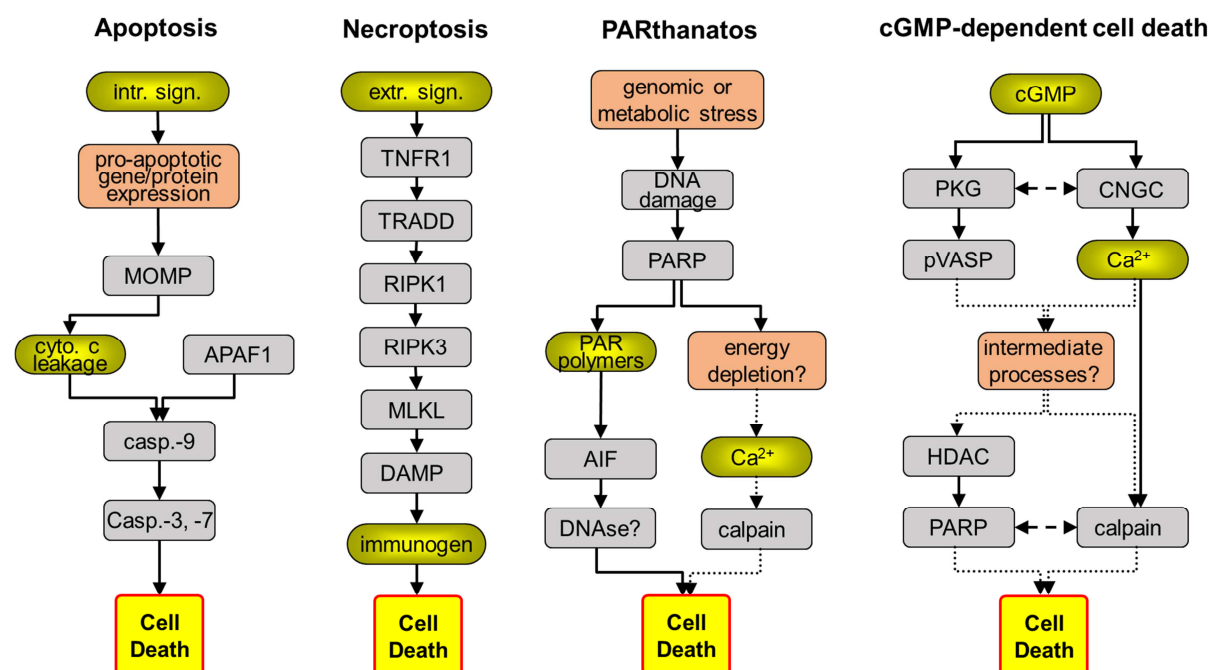 Apoptosis
intr. sign.
pro-apoptotic
gene/protein
expression
MOMP
cyto. c
leakage
APAF1
casp.-9
Casp.-3, -7
Cell
Death
Necroptosis
extr. sign.
TNFR1
TRADD
RIPK1
RIPK3
MLKL
DAMP
immunogen
Cell
Death
PARthanatos
genomic or
metabolic stress
DNA
damage
PARP
PAR
polymers
energy
depletion?
AIF
Ca²⁺
DNAse?
calpain
Cell
Death
cGMP-dependent cell death
cGMP
PKG
CNGC
pVASP
Ca²⁺
intermediate
processes?
HDAC
PARP
calpain
Cell
Death